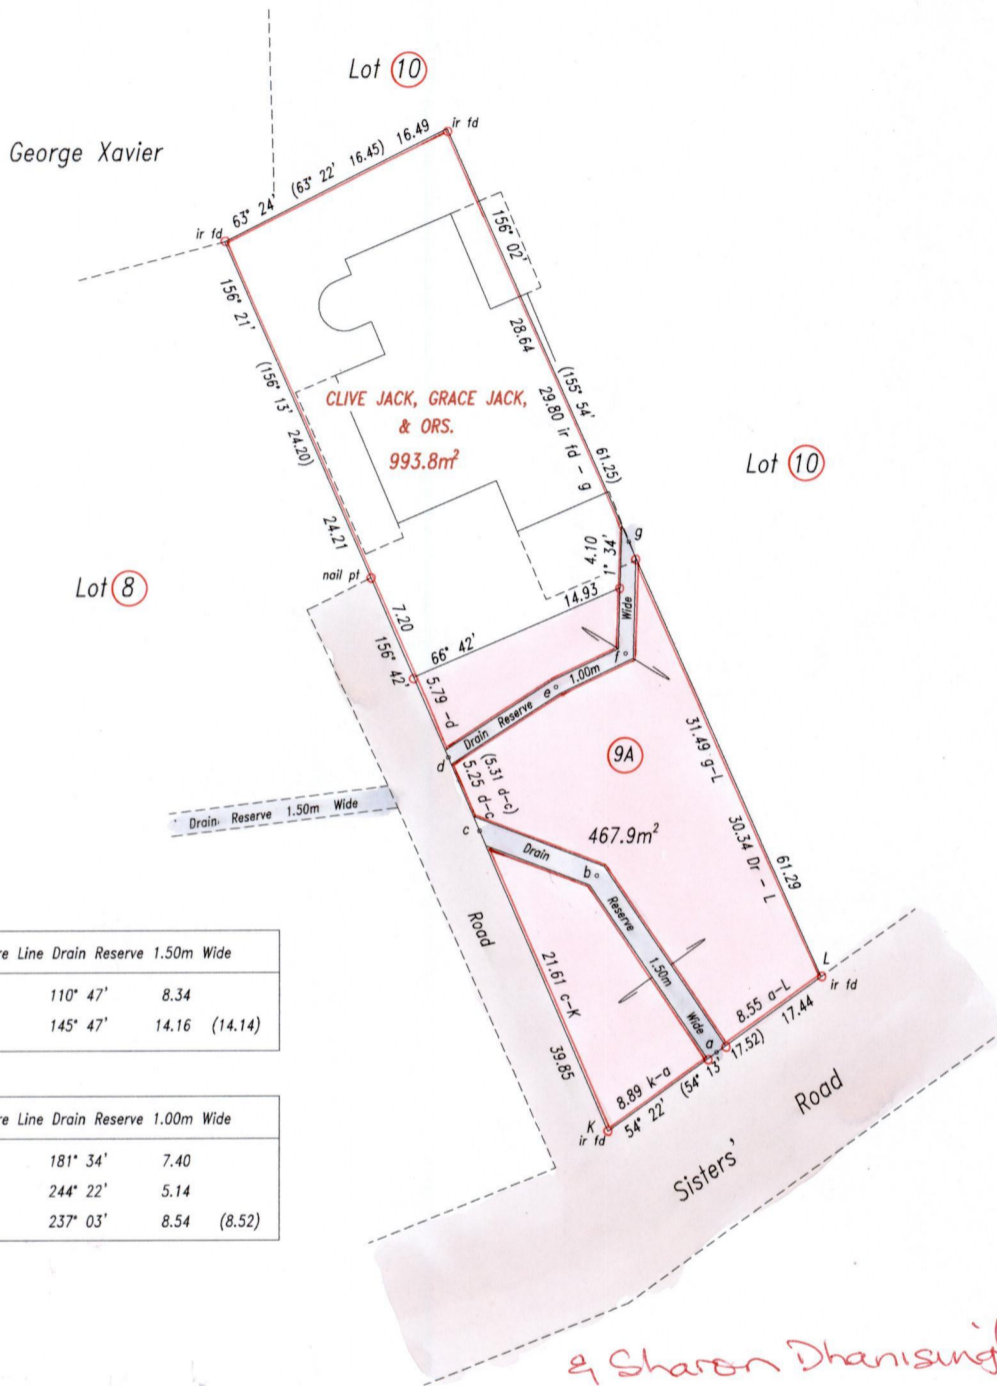 Lot 10
George Xavier
ir fd
63° 24' (63° 22' 16.45) 16.49
ir fd
156° 21' (156° 13' 24.20) 24.21
156° 02' 28.64
(155° 54' 61.25)
29.80 ir fd - g
CLIVE JACK, GRACE JACK,
& ORS.
993.8m²
Lot 10
Lot 8
nail pt
7.20
156° 42'
66° 42' 14.93
1° 34'
4.10
g
Wide
f
1.00m
e
Drain Reserve
5.79 -d
d
(5.31 d-c)
5.25 d-c
c
9A
467.9m²
31.49 g-L
30.34 Dr - L
61.29
Drain Reserve 1.50m Wide
Drain
b
Reserve
1.50m
Wide a
Road
21.61 c-K
39.85
L
ir fd
8.55 a-L
17.44
8.89 k-a (54° 13' 17.52)
54° 22'
K
ir fd
Sisters' Road
re Line Drain Reserve 1.50m Wide
110° 47' 8.34
145° 47' 14.16 (14.14)
re Line Drain Reserve 1.00m Wide
181° 34' 7.40
244° 22' 5.14
237° 03' 8.54 (8.52)
& Sharon Dhanisingh